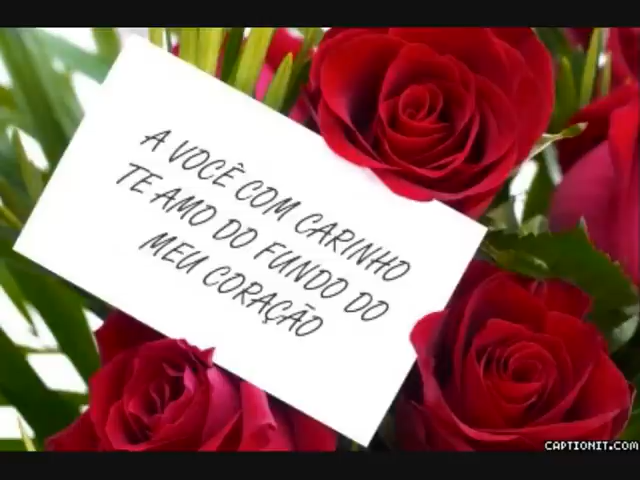 A VOCÊ COM CARINHO
TE AMO DO FUNDO DO
MEU CORAÇÃO
CAPTIONIT.COM